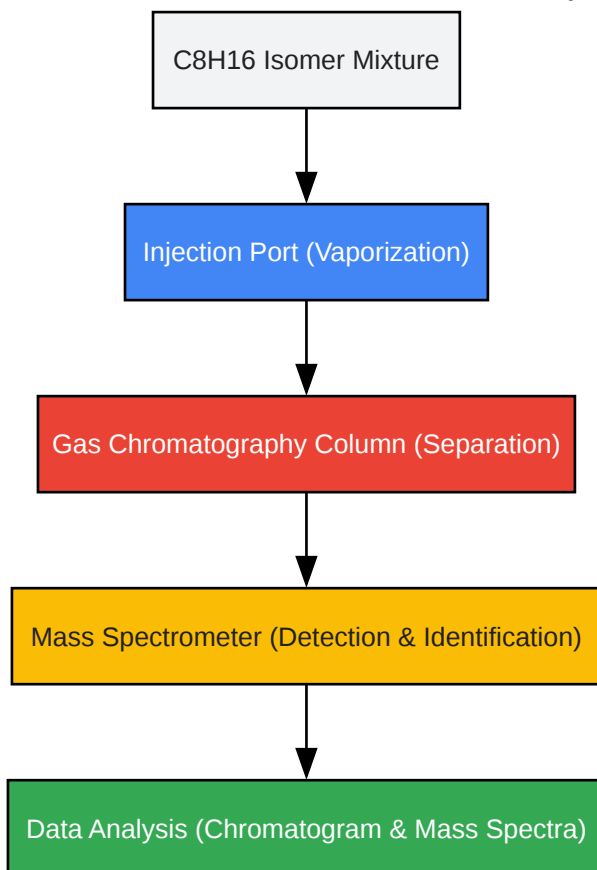 C8H16 Isomer Mixture
Injection Port (Vaporization)
Gas Chromatography Column (Separation)
Mass Spectrometer (Detection & Identification)
Data Analysis (Chromatogram & Mass Spectra)